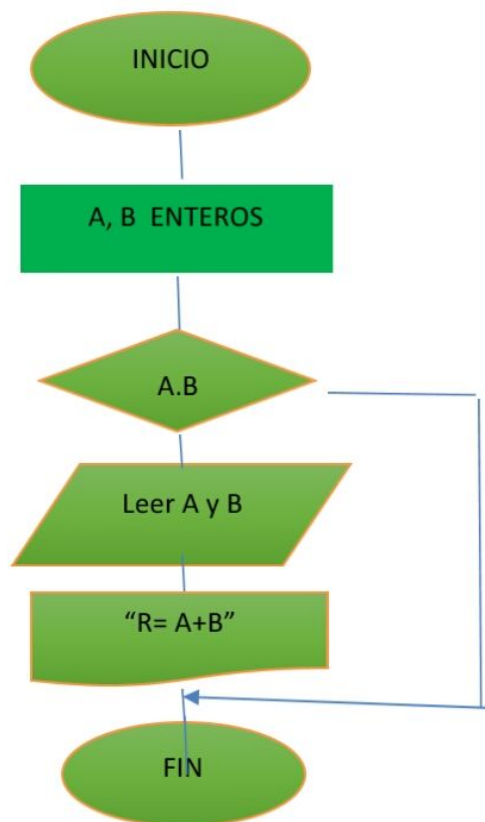 INICIO
A, B ENTEROS
A.B
Leer A y B
“R= A+B”
FIN